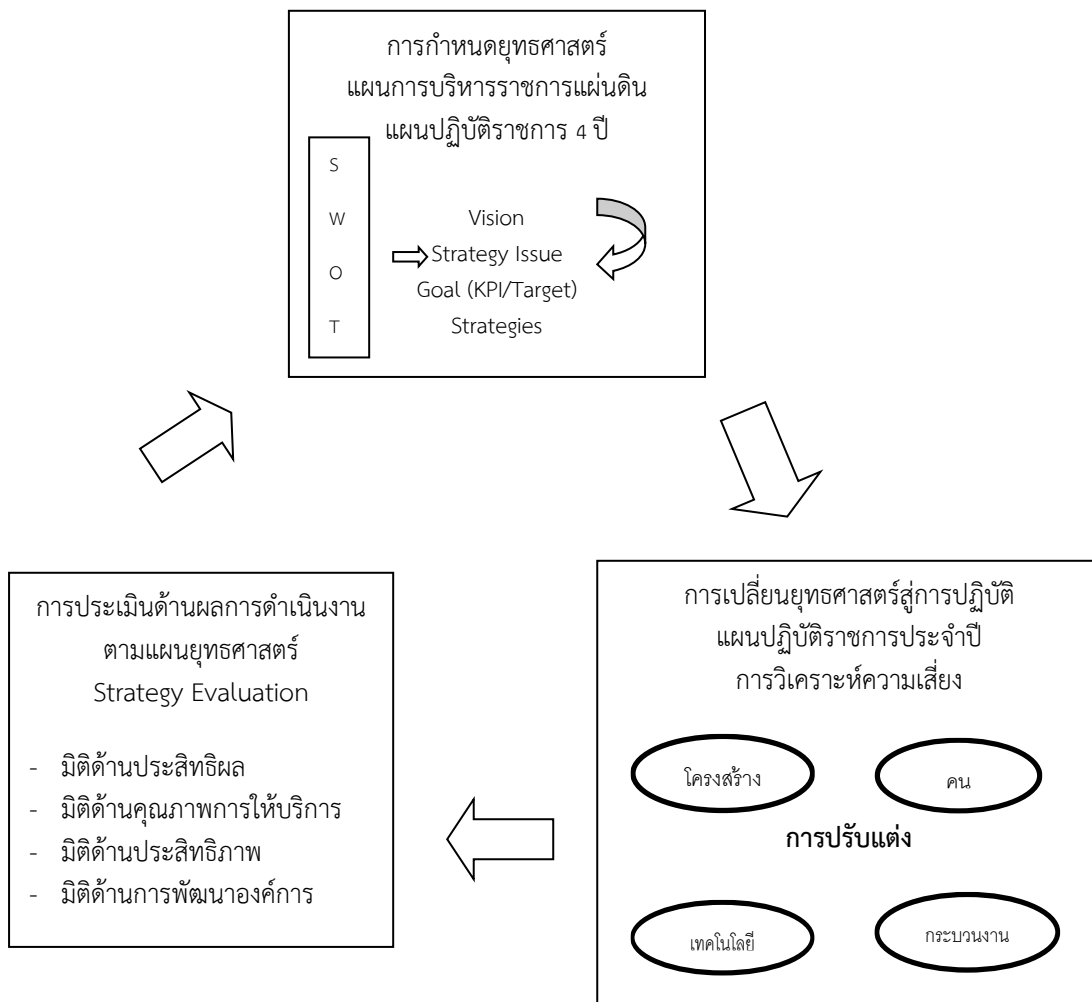 การกำหนดยุทธศาสตร์
แผนการบริหารราชการแผ่นดิน
แผนปฏิบัติราชการ 4 ปี
S
W
O
T
Vision
Strategy Issue
Goal (KPI/Target)
Strategies
การประเมินด้านผลการดำเนินงาน
ตามแผนยุทธศาสตร์
Strategy Evaluation
- มิติด้านประสิทธิผล
- มิติด้านคุณภาพการให้บริการ
- มิติด้านประสิทธิภาพ
- มิติด้านการพัฒนาองค์การ
การเปลี่ยนยุทธศาสตร์สู่การปฏิบัติ
แผนปฏิบัติราชการประจำปี
การวิเคราะห์ความเสี่ยง
โครงสร้าง
คน
การปรับแต่ง
เทคโนโลยี
กระบวนงาน